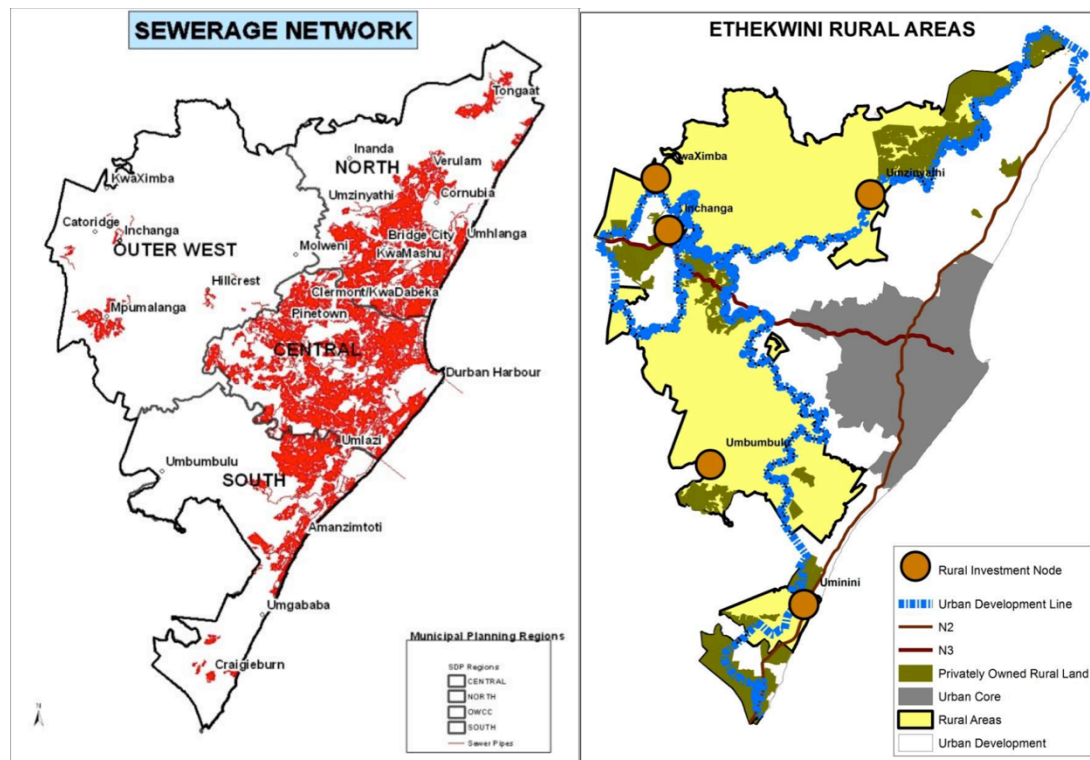 SEWERAGE NETWORK
Tongaat
Inanda
NORTH
Verulam
KwaXimba
Umzinyathi
Cornubia
Catoridge
Inchanga
Bridge City
Umhlanga
OUTER WEST
Molweni
KwaMashu
Hillcrest
Clermont/KwaDabeka
Mpumalanga
Pinetown
CENTRAL
Durban Harbour
Umlazi
Umbumbulu
SOUTH
Amanzimtoti
Umgababa
Craigieburn
N
Municipal Planning Regions
SDP Regions
CENTRAL
NORTH
OWCC
SOUTH
Sewer Pipes
ETHEKWINI RURAL AREAS
KwaXimba
Umzinyathi
Inchanga
Umbumbulu
Uminini
Rural Investment Node
Urban Development Line
N2
N3
Privately Owned Rural Land
Urban Core
Rural Areas
Urban Development